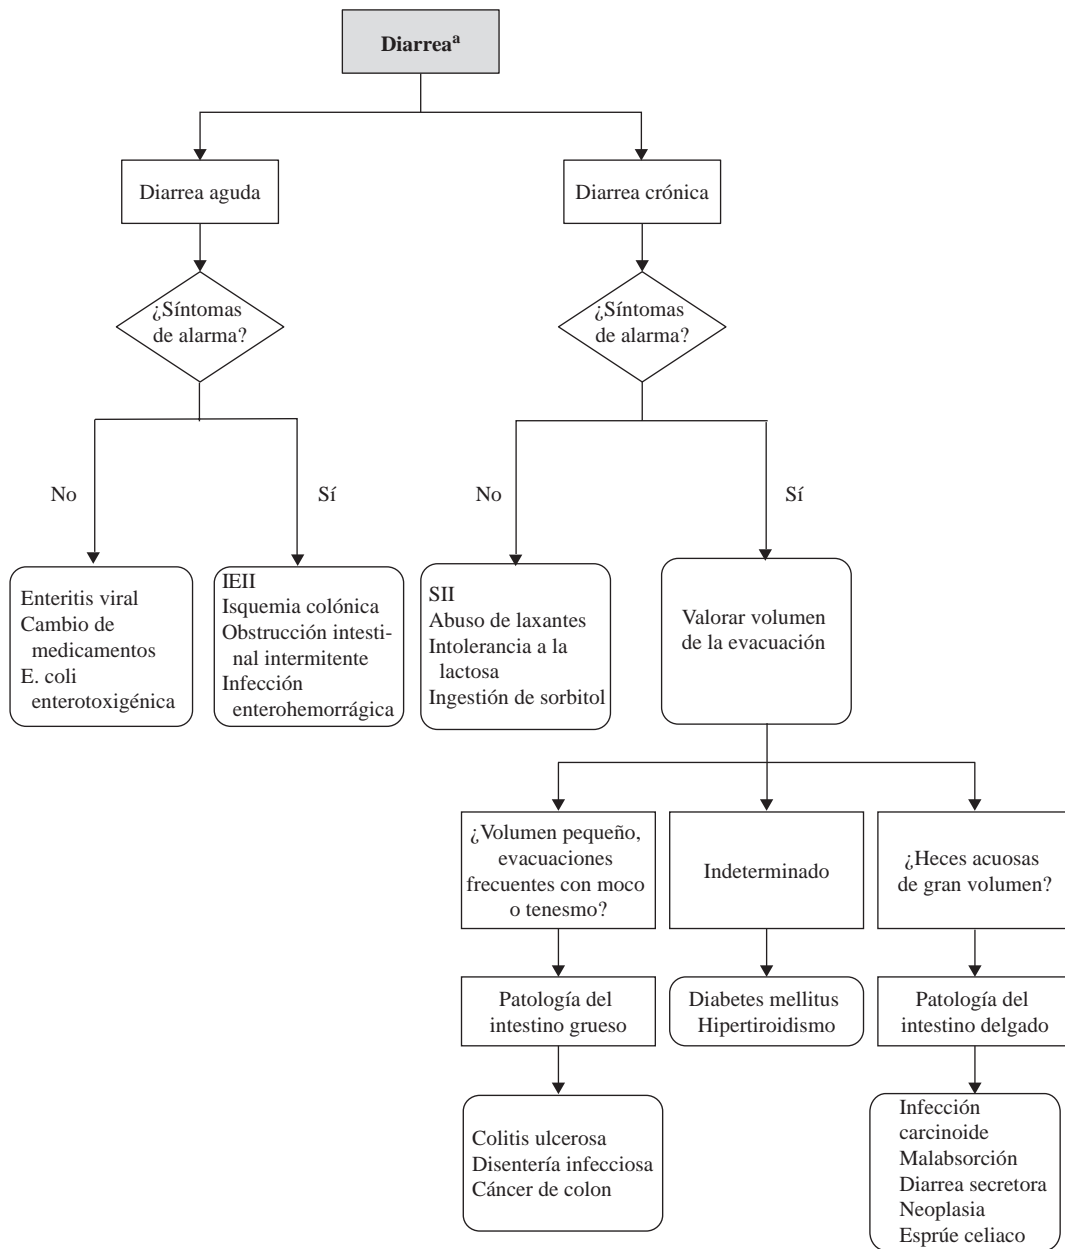 Diarreaª
Diarrea aguda
Diarrea crónica
¿Síntomas
de alarma?
¿Síntomas
de alarma?
No
Sí
No
Sí
Enteritis viral
Cambio de
medicamentos
E. coli
enterotoxigénica
IEII
Isquemia colónica
Obstrucción intesti-
nal intermitente
Infección
enterohemorrágica
SII
Abuso de laxantes
Intolerancia a la
lactosa
Ingestión de sorbitol
Valorar volumen
de la evacuación
¿Volumen pequeño,
evacuaciones
frecuentes con moco
o tenesmo?
Indeterminado
¿Heces acuosas
de gran volumen?
Patología del
intestino grueso
Diabetes mellitus
Hipertiroidismo
Patología del
intestino delgado
Colitis ulcerosa
Disentería infecciosa
Cáncer de colon
Infección
carcinoide
Malabsorción
Diarrea secretora
Neoplasia
Esprúe celiaco